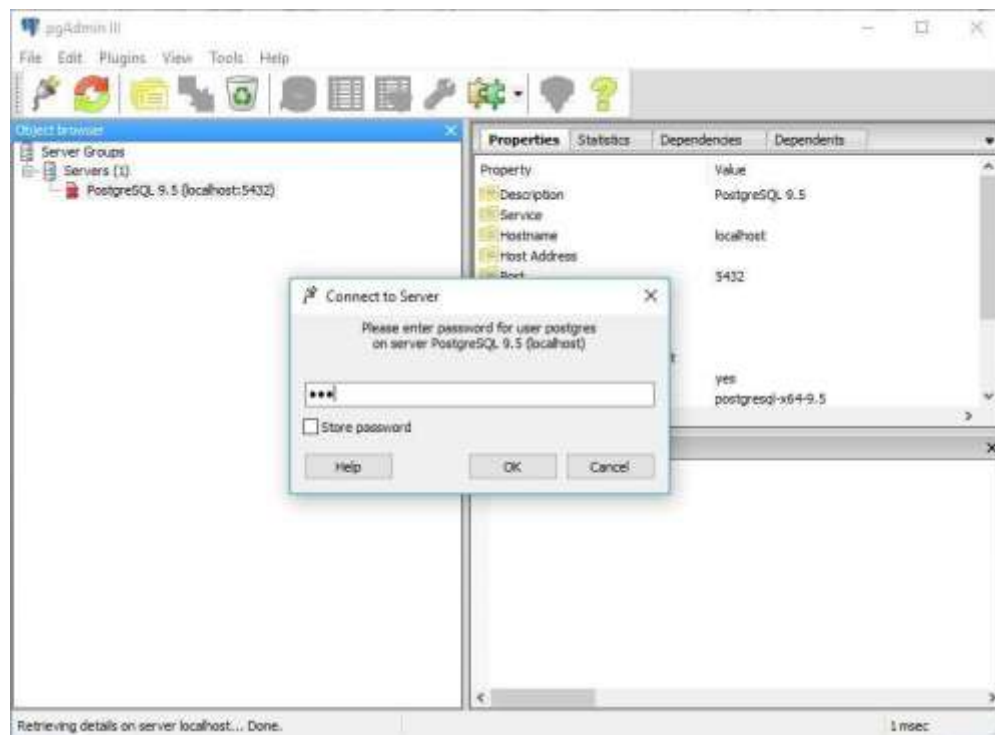 pgAdmin III
File Edit Plugins View Tools Help
Object browser
Server Groups
Servers (1)
PostgreSQL 9.5 (localhost:5432)
Properties Statistics Dependencies Dependents
Property Value
Description PostgreSQL 9.5
Service
Hostname localhost
Host Address
Port 5432
yes
postgresql-x64-9.5
Connect to Server
Please enter password for user postgres
on server PostgreSQL 9.5 (localhost)
Store password
Help OK Cancel
Retrieving details on server localhost... Done.
1 msec